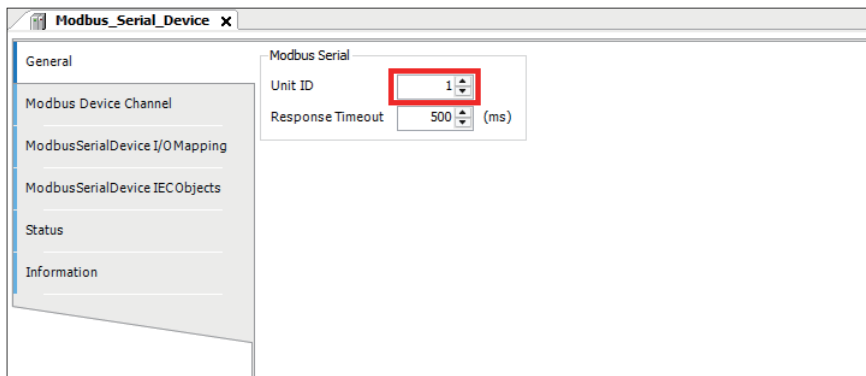 Modbus_Serial_Device X
General
Modbus Device Channel
ModbusSerialDevice I/O Mapping
ModbusSerialDevice IEC Objects
Status
Information
Modbus Serial
Unit ID 1
Response Timeout 500 (ms)